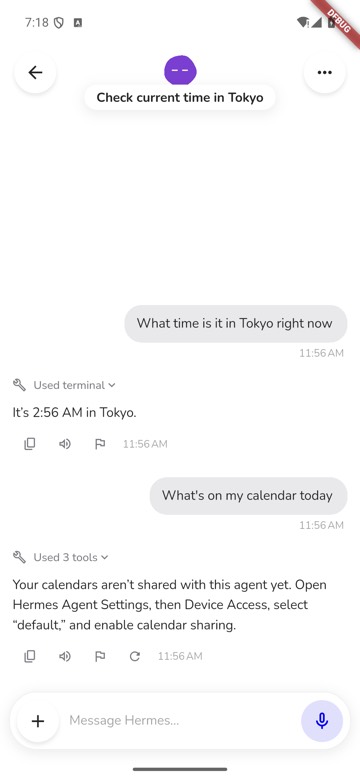 7:18
DEBUG
Check current time in Tokyo
What time is it in Tokyo right now
11:56 AM
Used terminal
It's 2:56 AM in Tokyo.
11:56 AM
What's on my calendar today
11:56 AM
Used 3 tools
Your calendars aren't shared with this agent yet. Open
Hermes Agent Settings, then Device Access, select
“default,” and enable calendar sharing.
11:56 AM
Message Hermes...